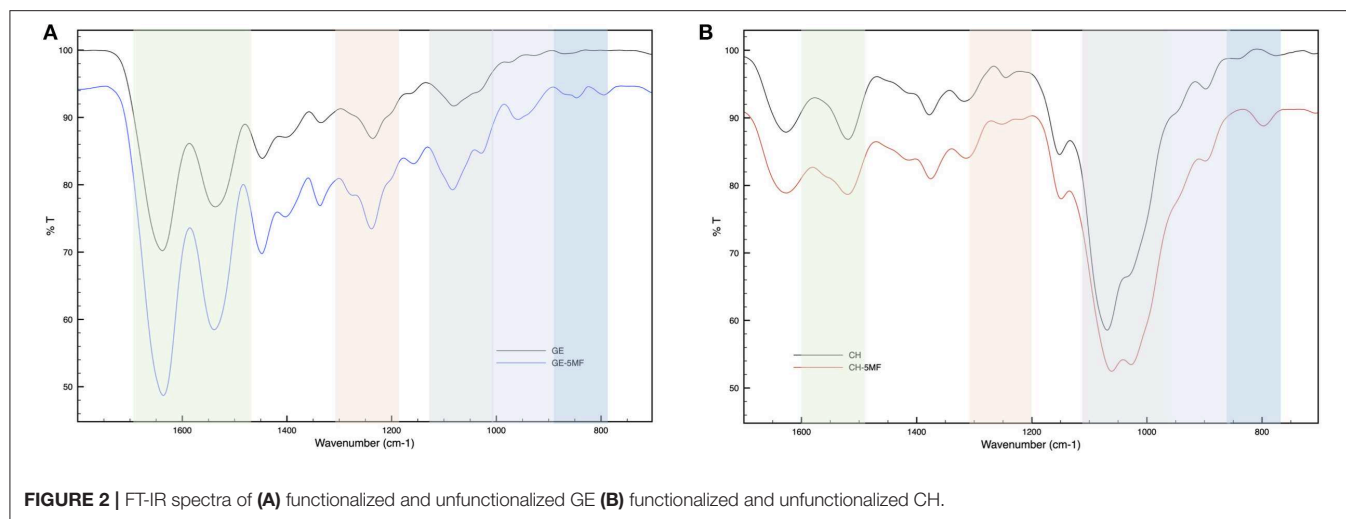 A
100
90
80
70
60
50
% T
GE
GE-5MF
1600
1400
1200
1000
800
Wavenumber (cm-1)
B
100
90
80
70
60
50
% T
CH
CH-5MF
1600
1400
1200
1000
800
Wavenumber (cm-1)
FIGURE 2 | FT-IR spectra of (A) functionalized and unfunctionalized GE (B) functionalized and unfunctionalized CH.